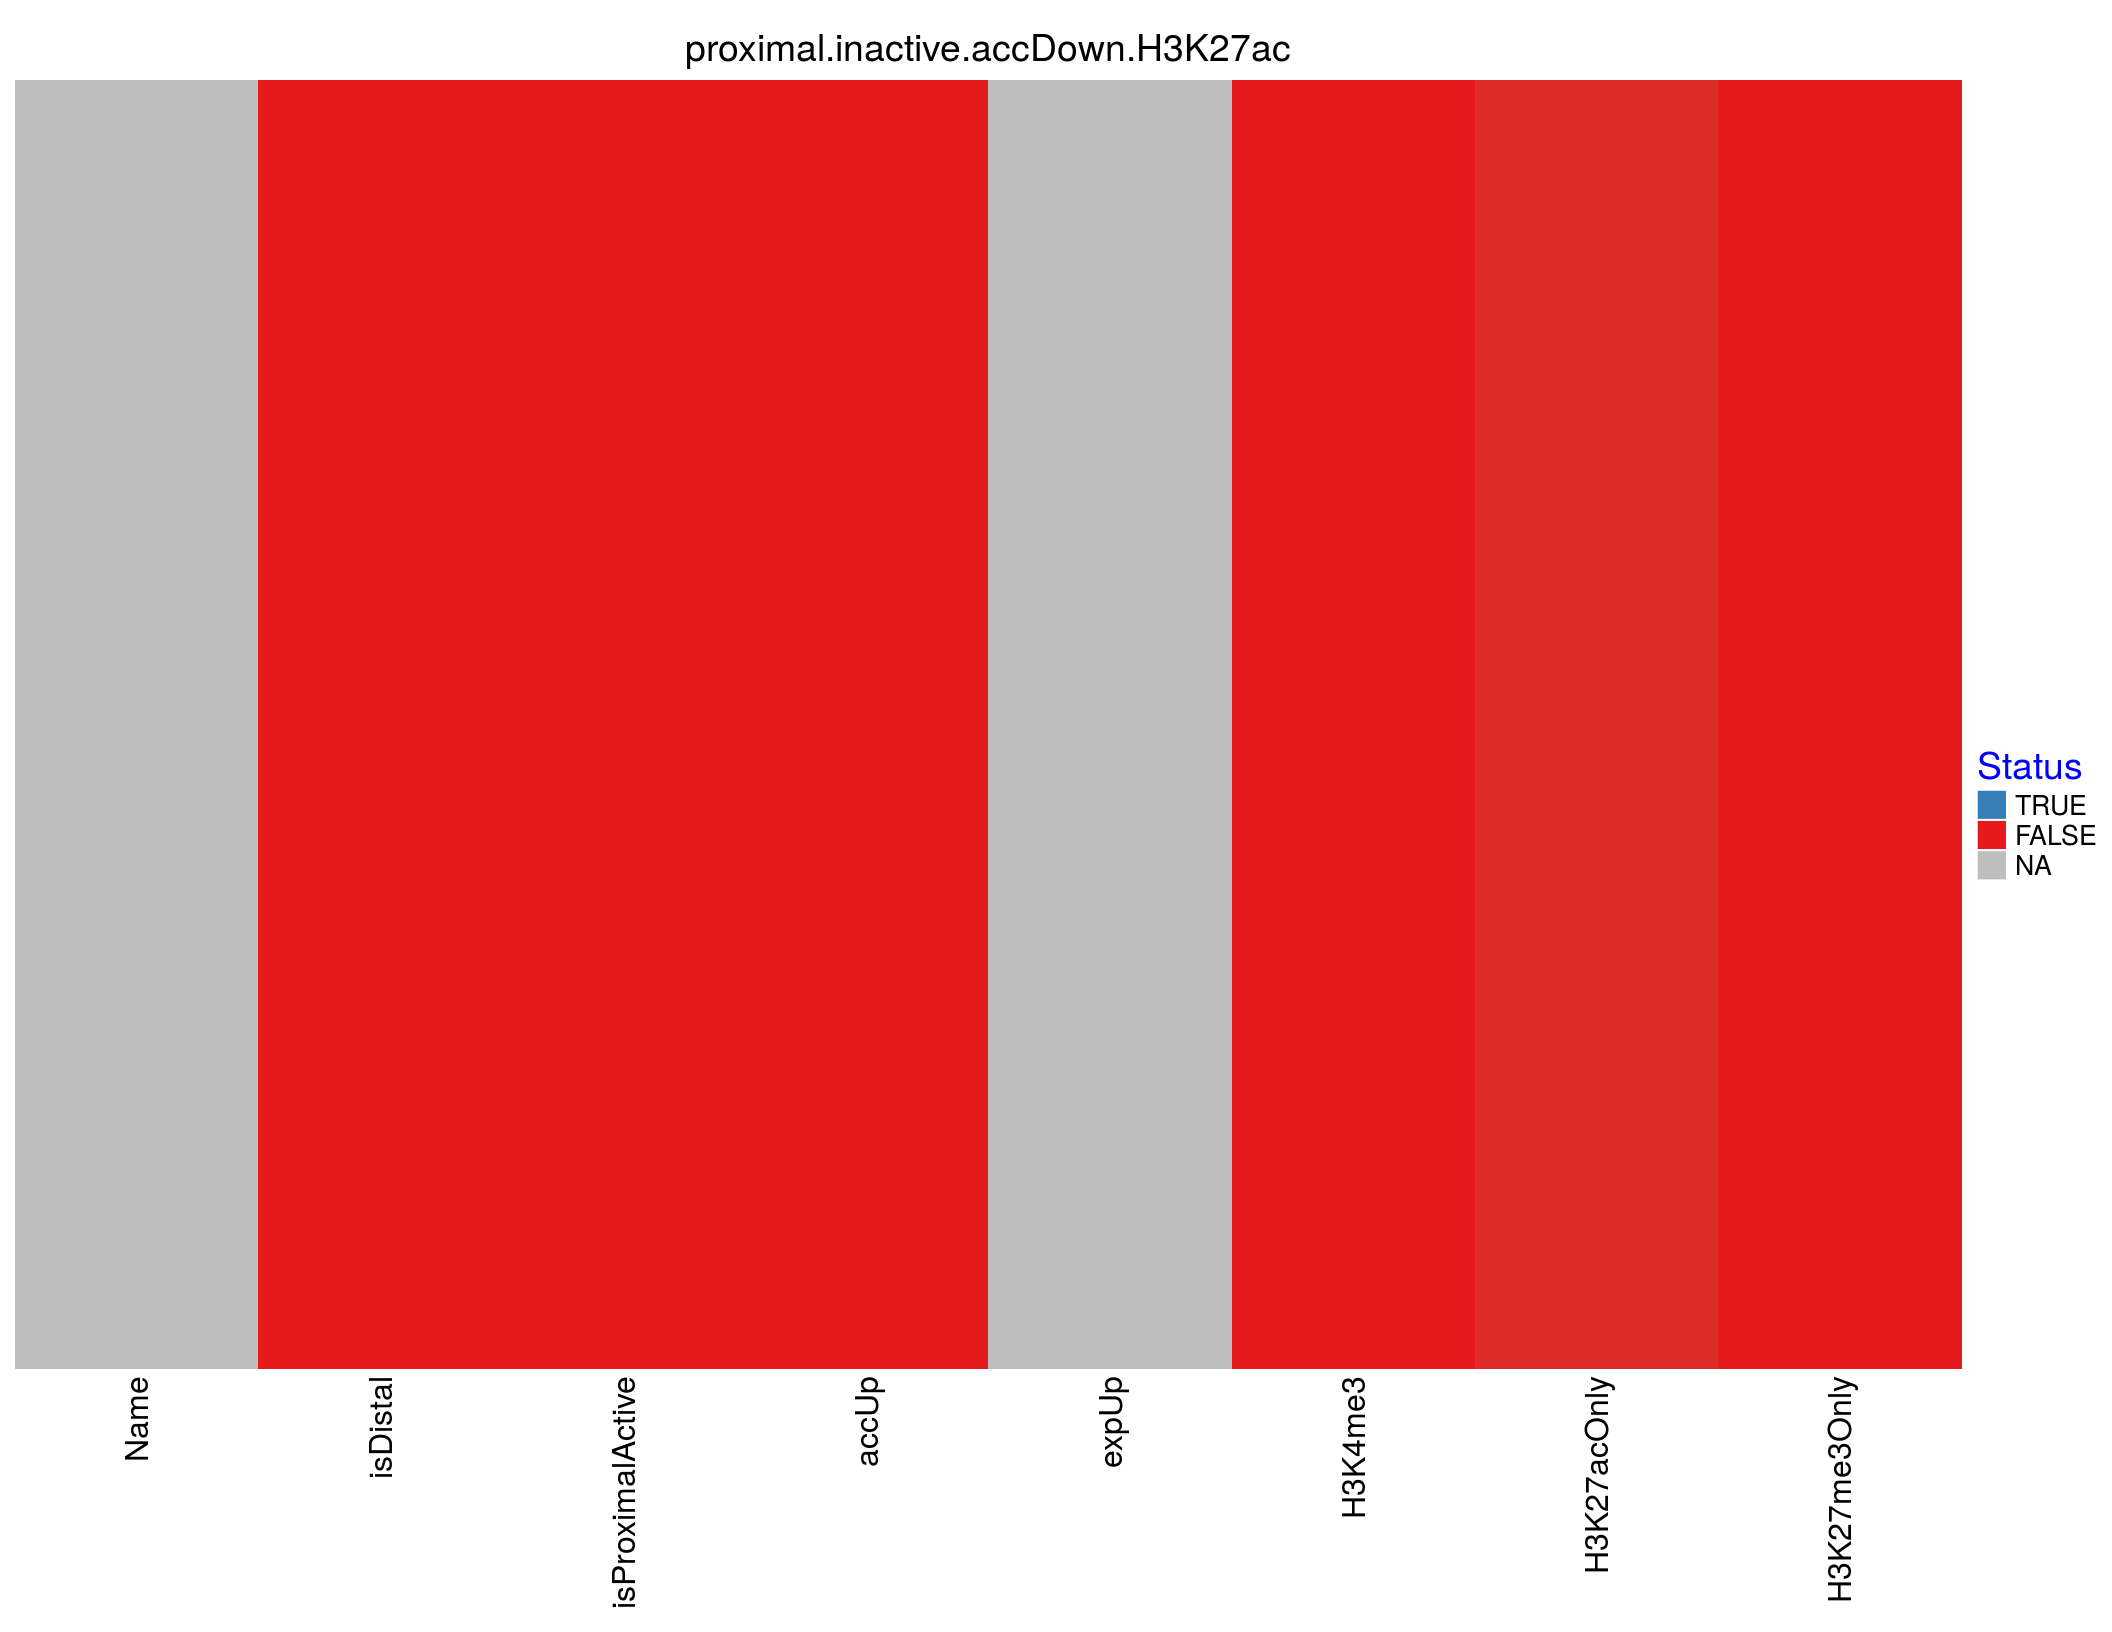 proximal.inactive.accDown.H3K27ac
Status
TRUE
FALSE
NA
Name
isDistal
isProximalActive
accUp
expUp
H3K4me3
H3K27acOnly
H3K27me3Only